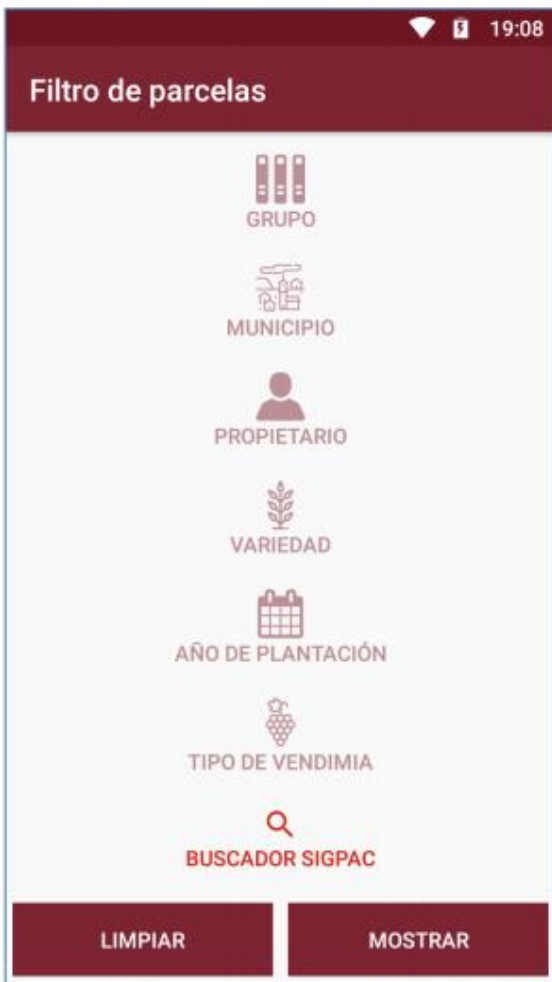 19:08
Filtro de parcelas
GRUPO
MUNICIPIO
PROPIETARIO
VARIEDAD
AÑO DE PLANTACIÓN
TIPO DE VENDIMIA
BUSCADOR SIGPAC
LIMPIAR
MOSTRAR